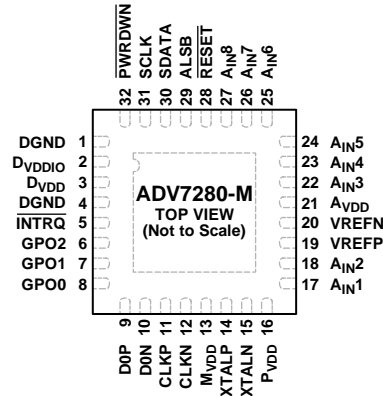 PWRDWN
SCLK
SDATA
ALSB
RESET
AIN8
AIN7
AIN6
32 31 30 29 28 27 26 25
DGND 1
DVDDIO 2
DVDD 3
DGND 4
INTRQ 5
GPO2 6
GPO1 7
GPO0 8
ADV7280-M
TOP VIEW
(Not to Scale)
24 AIN5
23 AIN4
22 AIN3
21 AVDD
20 VREFN
19 VREFP
18 AIN2
17 AIN1
9 10 11 12 13 14 15 16
D0P
D0N
CLKP
CLKN
MVDD
XTALP
XTALN
PVDD